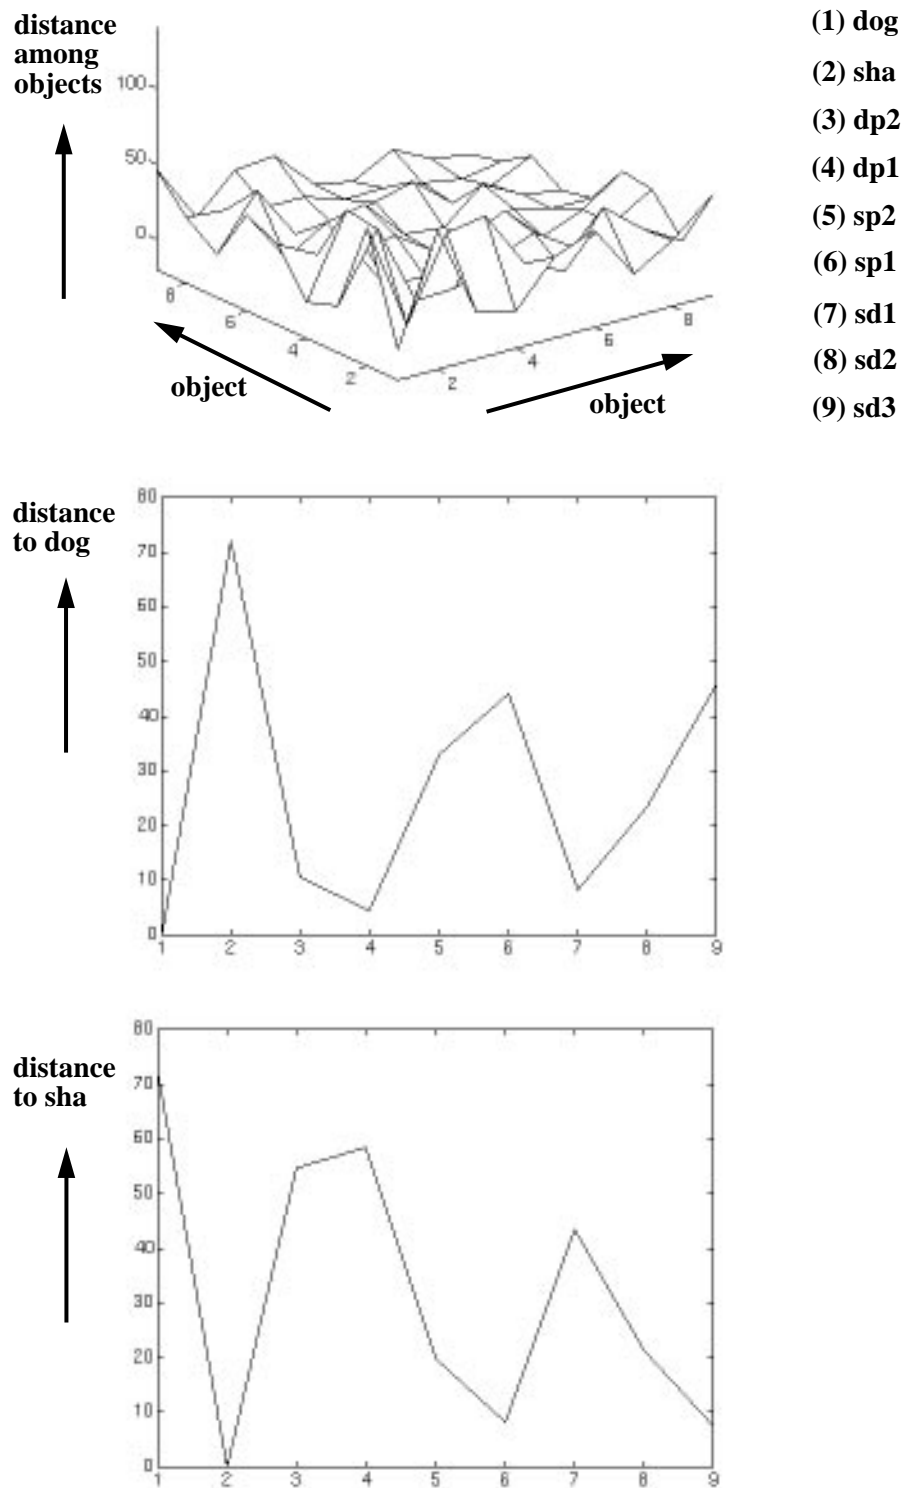 distance
among
objects
100
50
0
8
6
4
2
2
4
6
8
object
object
(1) dog
(2) sha
(3) dp2
(4) dp1
(5) sp2
(6) sp1
(7) sd1
(8) sd2
(9) sd3
distance
to dog
80
70
60
50
40
30
20
10
0
1 2 3 4 5 6 7 8 9
distance
to sha
80
70
60
50
40
30
20
10
0
1 2 3 4 5 6 7 8 9